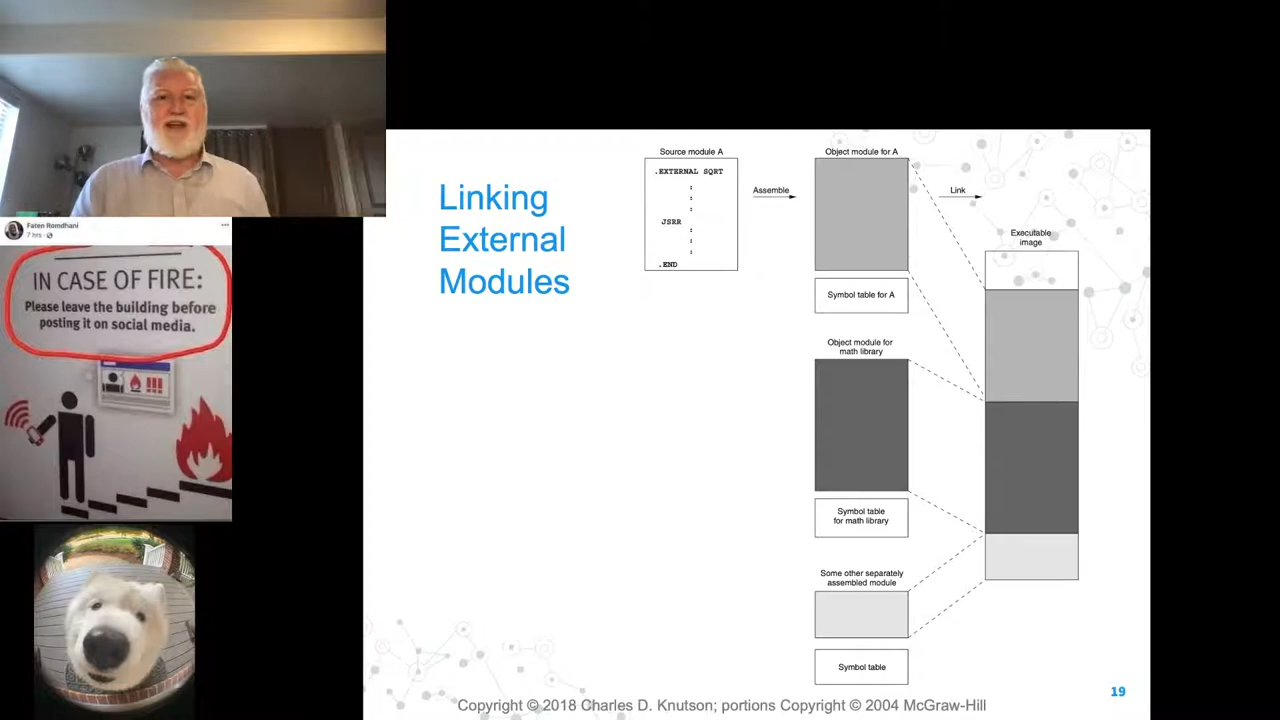 Faten Romdhani
7 hrs
IN CASE OF FIRE:
Please leave the building before
posting it on social media.
Linking
External
Modules
Source module A
.EXTERNAL SQRT
:
:
:
JSRR
:
:
:
.END
Assemble
Object module for A
Symbol table for A
Link
Executable
image
Object module for
math library
Symbol table
for math library
Some other separately
assembled module
Symbol table
19
Copyright © 2018 Charles D. Knutson; portions Copyright © 2004 McGraw-Hill